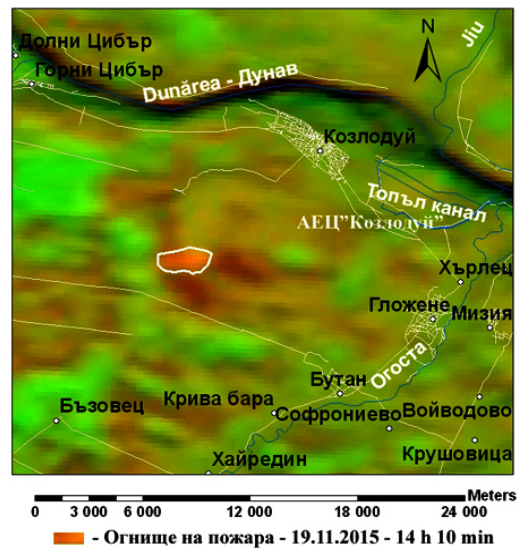 N
Jiu
Долни Цибър
Горни Цибър
Dunărea - Дунав
Козлодуй
Топъл канал
АЕЦ"Козлодуй"
Хърлец
Гложене
Мизия
Огоста
Бутан
Крива бара
Бъзовец
Софрониево
Войводово
Крушовица
Хайредин
Meters
0 3 000 6 000 12 000 18 000 24 000
- Огнище на пожара - 19.11.2015 - 14 h 10 min